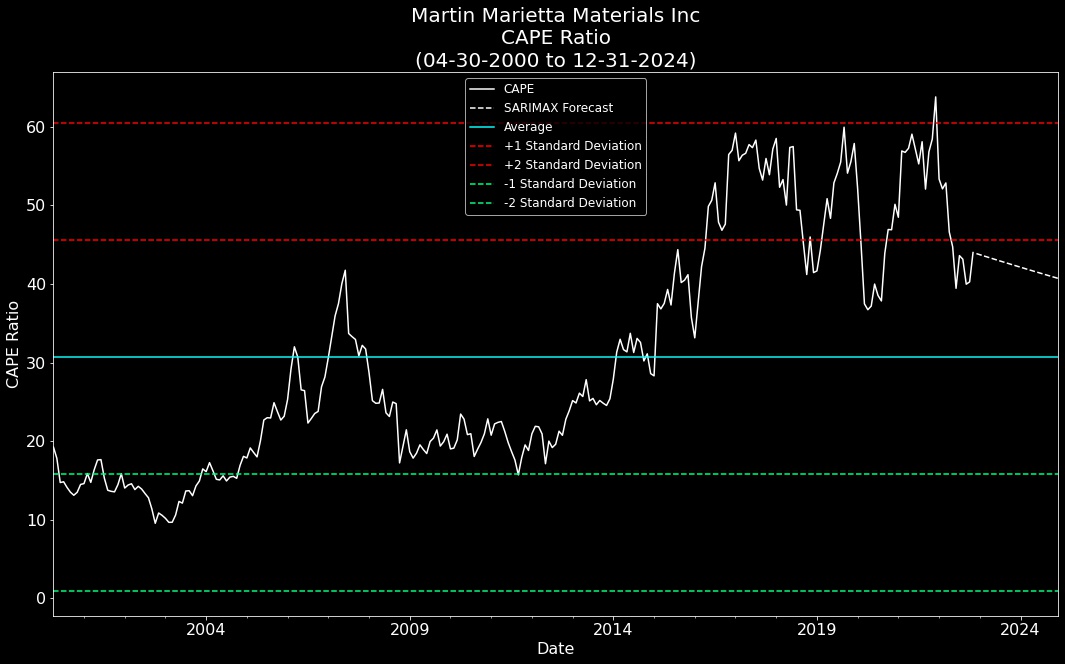 Martin Marietta Materials Inc
CAPE Ratio
(04-30-2000 to 12-31-2024)
CAPE
SARIMAX Forecast
Average
+1 Standard Deviation
+2 Standard Deviation
-1 Standard Deviation
-2 Standard Deviation
CAPE Ratio
60
50
40
30
20
10
0
2004
2009
2014
2019
2024
Date